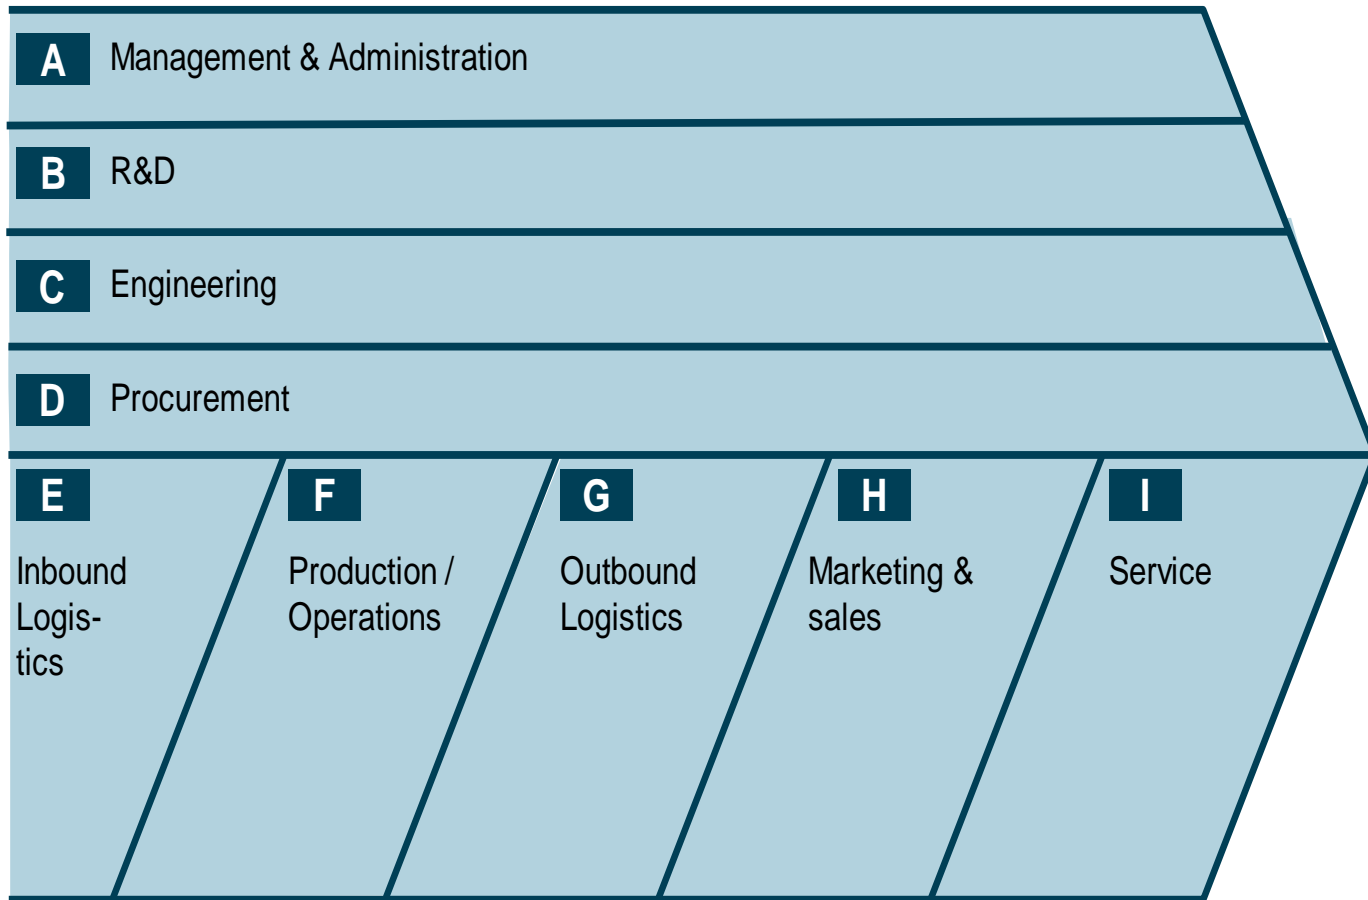 A Management & Administration
B R&D
C Engineering
D Procurement
E
Inbound
Logis-
tics
F
Production /
Operations
G
Outbound
Logistics
H
Marketing &
sales
I
Service